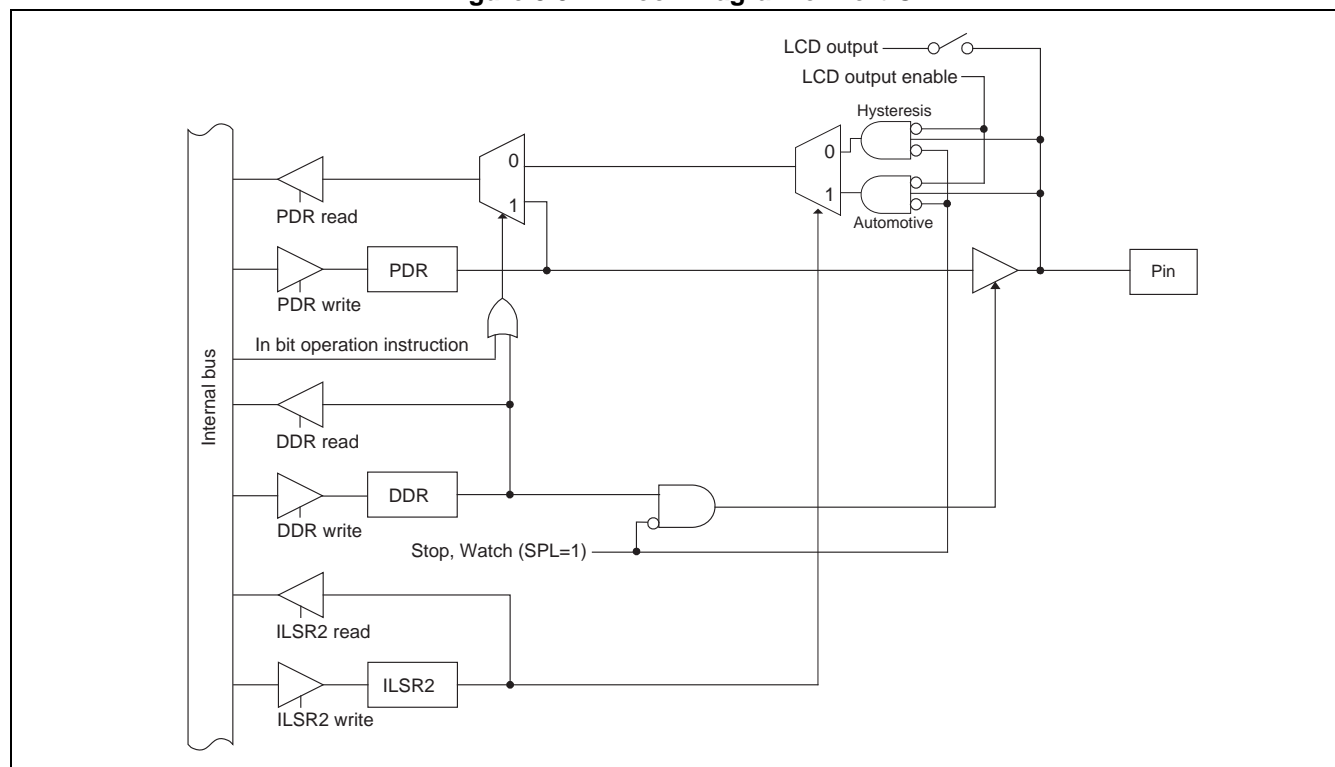 LCD output
LCD output enable
Hysteresis
0
0
1
1
PDR read
Automotive
PDR
Pin
PDR write
In bit operation instruction
Internal bus
DDR read
DDR
DDR write
Stop, Watch (SPL=1)
ILSR2 read
ILSR2
ILSR2 write